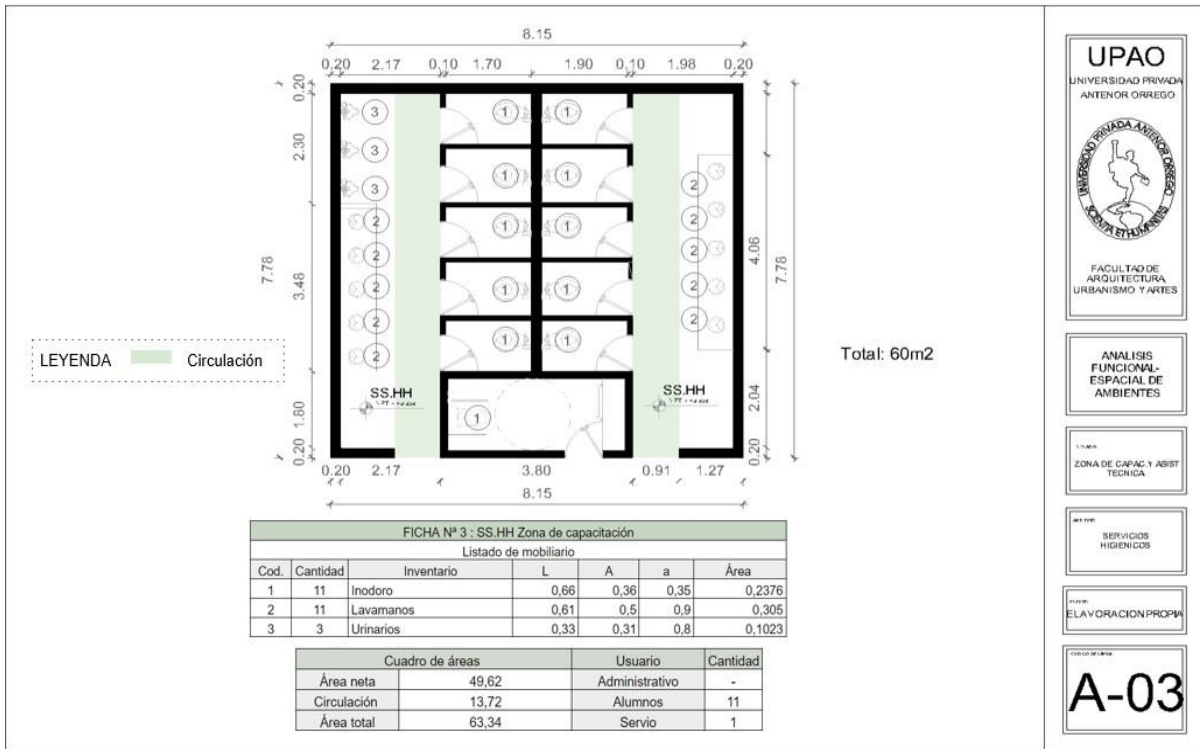 8.15
0.20 2.17 0.10 1.70 1.90 0.10 1.98 0.20
0.20
2.30
3.48
1.80
0.20
7.78
3
3
3
2
2
2
2
2
1 1
1 1
1 1
1 1
1 1
1
2
2
2
2
2
4.06
2.04
0.20
7.78
SS.HH
SS.HH
0.20 2.17 3.80 0.91 1.27
8.15
LEYENDA Circulación
Total: 60m2
FICHA Nª 3 : SS.HH Zona de capacitación
Listado de mobiliario
Cod. Cantidad Inventario L A a Área
1 11 Inodoro 0,66 0,36 0,35 0,2376
2 11 Lavamanos 0,61 0,5 0,9 0,305
3 3 Urinarios 0,33 0,31 0,8 0,1023
Cuadro de áreas Usuario Cantidad
Área neta 49,62 Administrativo -
Circulación 13,72 Alumnos 11
Área total 63,34 Servio 1
UPAO
UNIVERSIDAD PRIVADA
ANTENOR ORREGO
UNIVERSIDAD PRIVADA ANTENOR ORREGO
SCIENTIA ET HUMANITAS
FACULTAD DE
ARQUITECTURA
URBANISMO Y ARTES
ANALISIS
FUNCIONAL-
ESPACIAL DE
AMBIENTES
ZONA DE CAPAC.Y ASIST
TECNICA
SERVICIOS
HIGIENICOS
ELAVORACION PROPIA
A-03